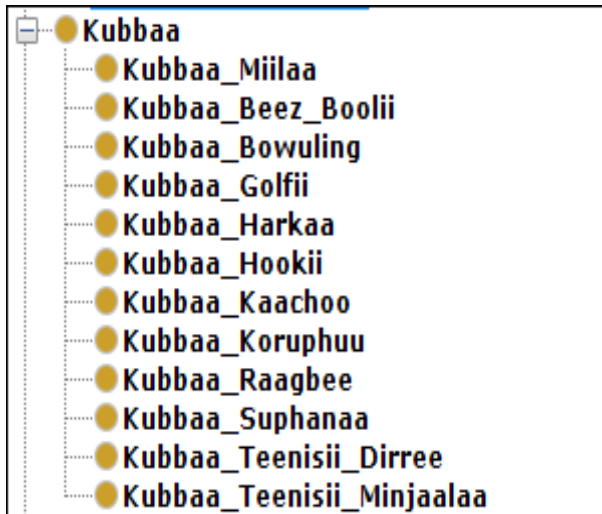 Kubbaa
Kubbaa_Miilaa
Kubbaa_Beez_Boolii
Kubbaa_Bowuling
Kubbaa_Golfii
Kubbaa_Harkaa
Kubbaa_Hookii
Kubbaa_Kaachoo
Kubbaa_Koruphuu
Kubbaa_Raagbee
Kubbaa_Suphanaa
Kubbaa_Teenisii_Dirree
Kubbaa_Teenisii_Minjaalaa